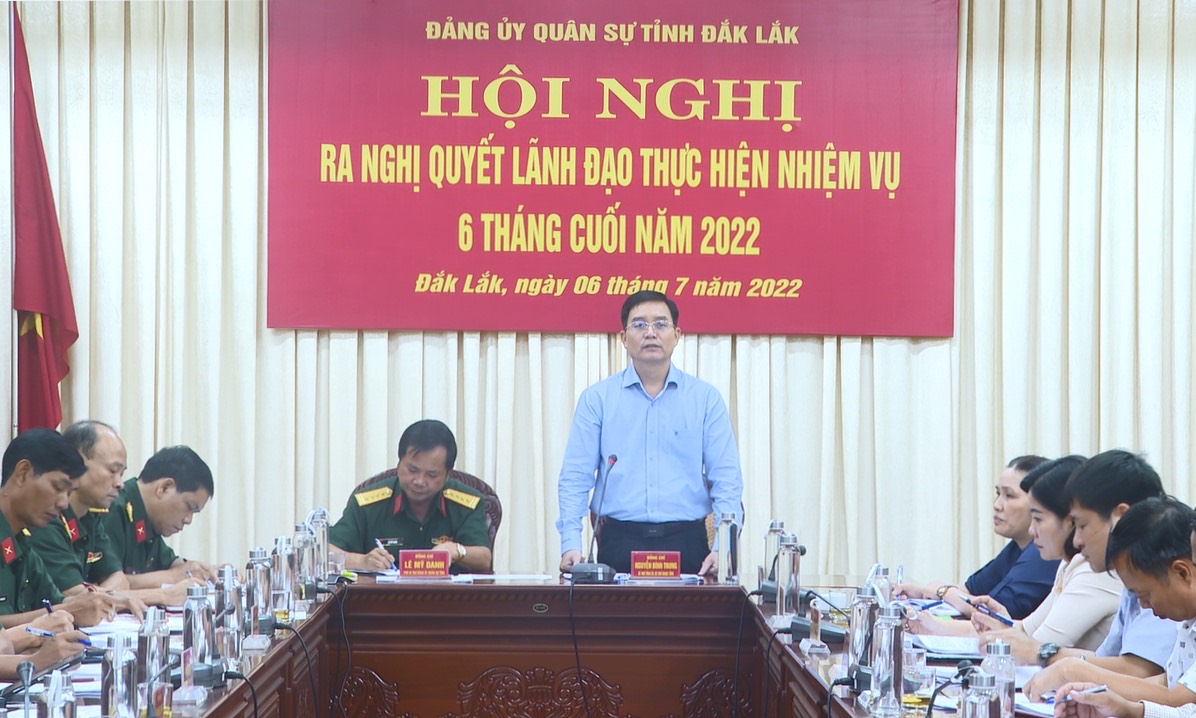 ĐẢNG ỦY QUÂN SỰ TỈNH ĐẮK LẮK
HỘI NGHỊ
RA NGHỊ QUYẾT LÃNH ĐẠO THỰC HIỆN NHIỆM VỤ
6 THÁNG CUỐI NĂM 2022
Đắk Lắk, ngày 06 tháng 7 năm 2022
ĐỒNG CHÍ
LÊ MỸ DANH
ĐỒNG CHÍ
NGUYỄN ĐÌNH TRUNG